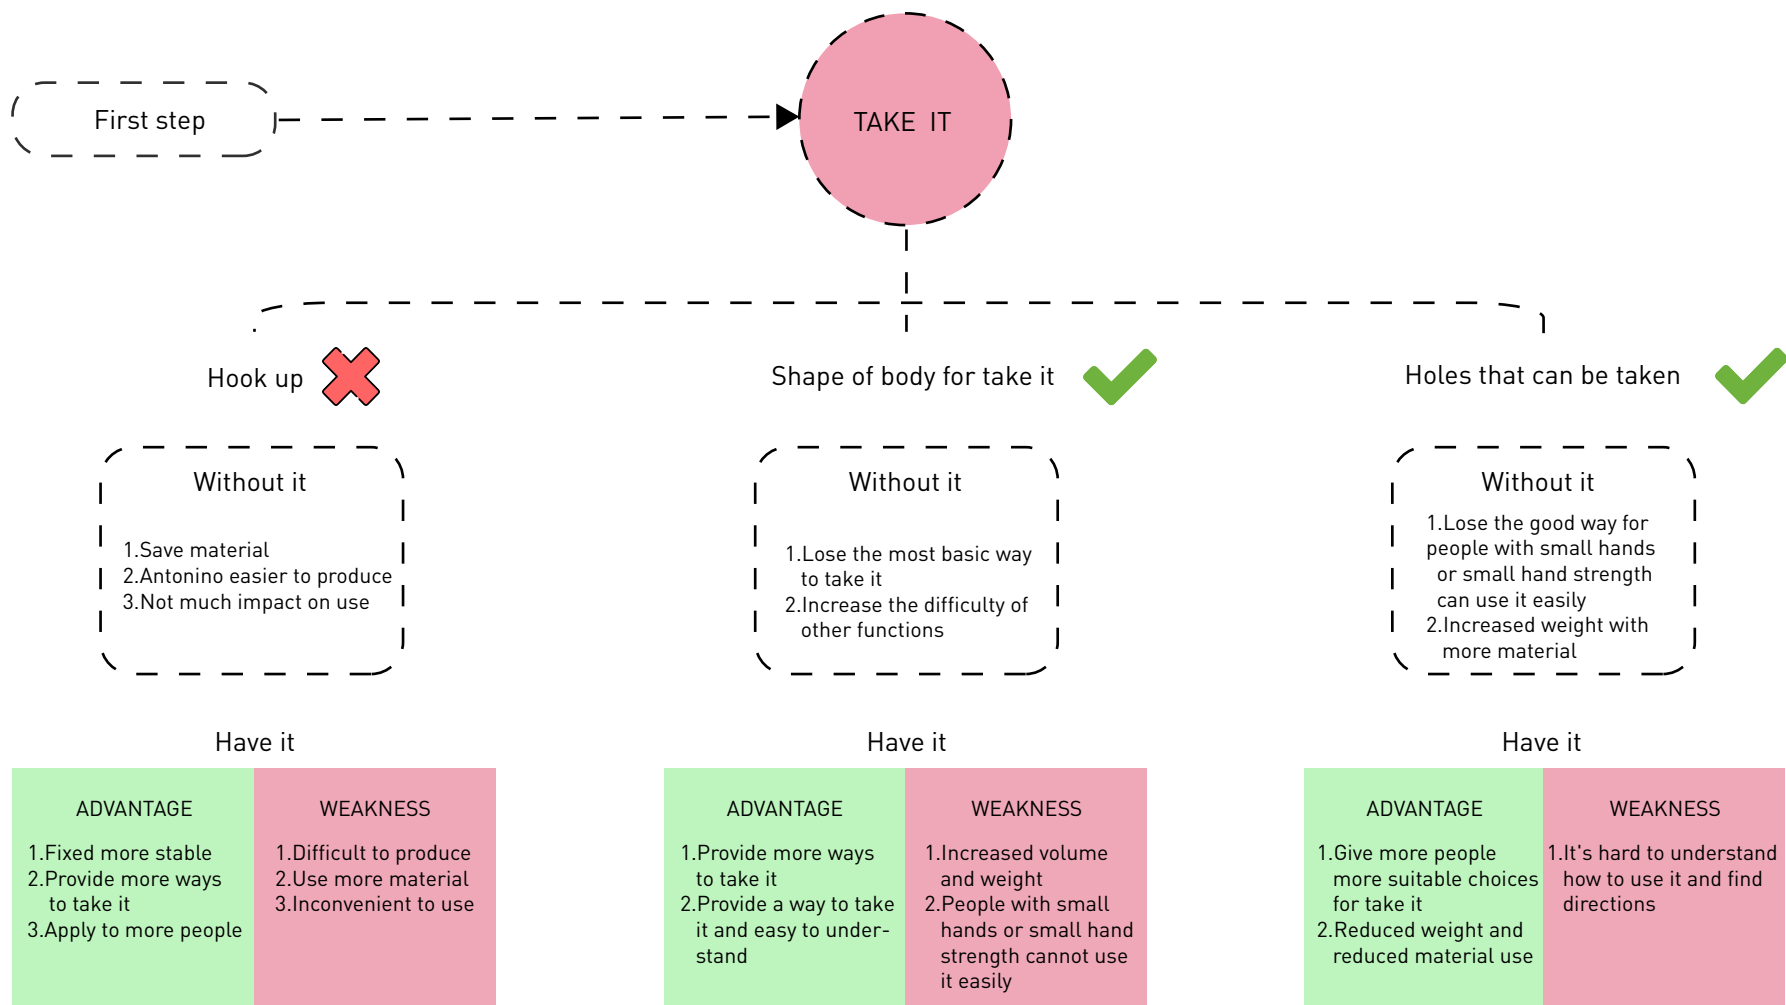 First step
TAKE IT
Hook up
Shape of body for take it
Holes that can be taken
Without it
1.Save material
2.Antonino easier to produce
3.Not much impact on use
Without it
1.Lose the most basic way
to take it
2.Increase the difficulty of
other functions
Without it
1.Lose the good way for
people with small hands
or small hand strength
can use it easily
2.Increased weight with
more material
Have it
ADVANTAGE
1.Fixed more stable
2.Provide more ways
to take it
3.Apply to more people
WEAKNESS
1.Difficult to produce
2.Use more material
3.Inconvenient to use
Have it
ADVANTAGE
1.Provide more ways
to take it
2.Provide a way to take
it and easy to under-
stand
WEAKNESS
1.Increased volume
and weight
2.People with small
hands or small hand
strength cannot use
it easily
Have it
ADVANTAGE
1.Give more people
more suitable choices
for take it
2.Reduced weight and
reduced material use
WEAKNESS
1.It's hard to understand
how to use it and find
directions